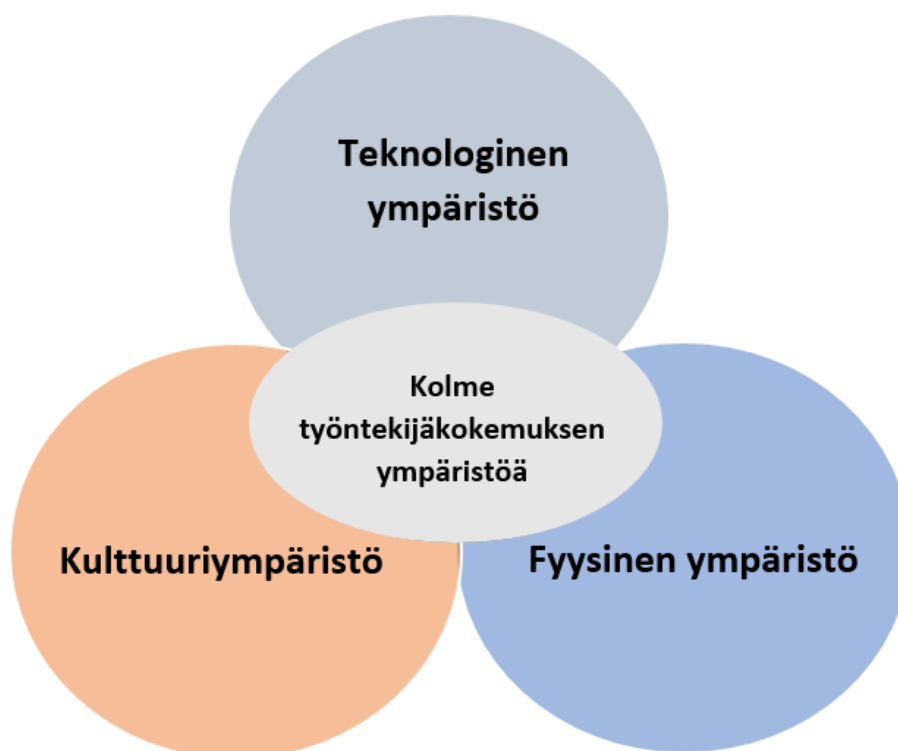 Teknologinen
ympäristö
Kolme
työntekijäkokemuksen
ympäristöä
Kulttuuriympäristö
Fyysinen ympäristö